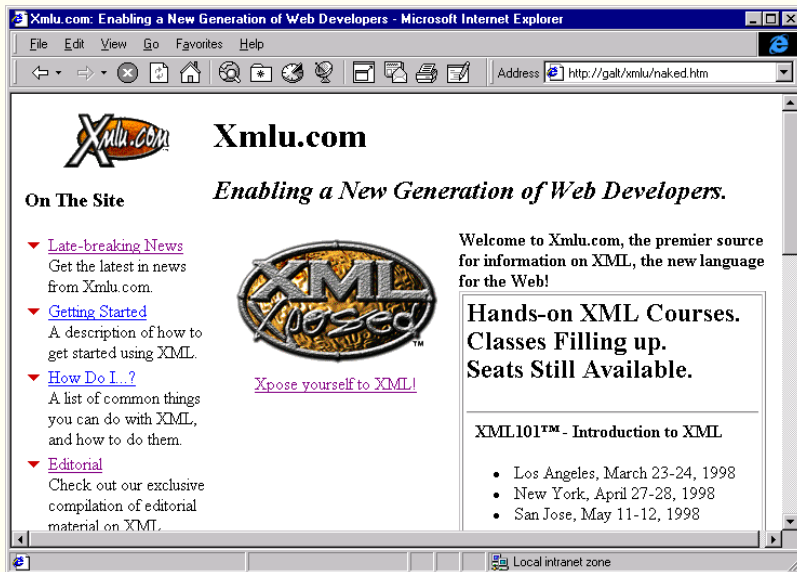 Xmlu.com: Enabling a New Generation of Web Developers - Microsoft Internet Explorer
File Edit View Go Favorites Help
Address http://galt/xmlu/naked.htm
Xmlu.com
On The Site
Late-breaking News
Get the latest in news
from Xmlu.com.
Getting Started
A description of how to
get started using XML.
How Do I...?
A list of common things
you can do with XML,
and how to do them.
Editorial
Check out our exclusive
compilation of editorial
material on XML
Xmlu.com
Enabling a New Generation of Web Developers.
XML
Xposed
™
Xpose yourself to XML!
Welcome to Xmlu.com, the premier source
for information on XML, the new language
for the Web!
Hands-on XML Courses.
Classes Filling up.
Seats Still Available.
XML101™ - Introduction to XML
Los Angeles, March 23-24, 1998
New York, April 27-28, 1998
San Jose, May 11-12, 1998
Local intranet zone